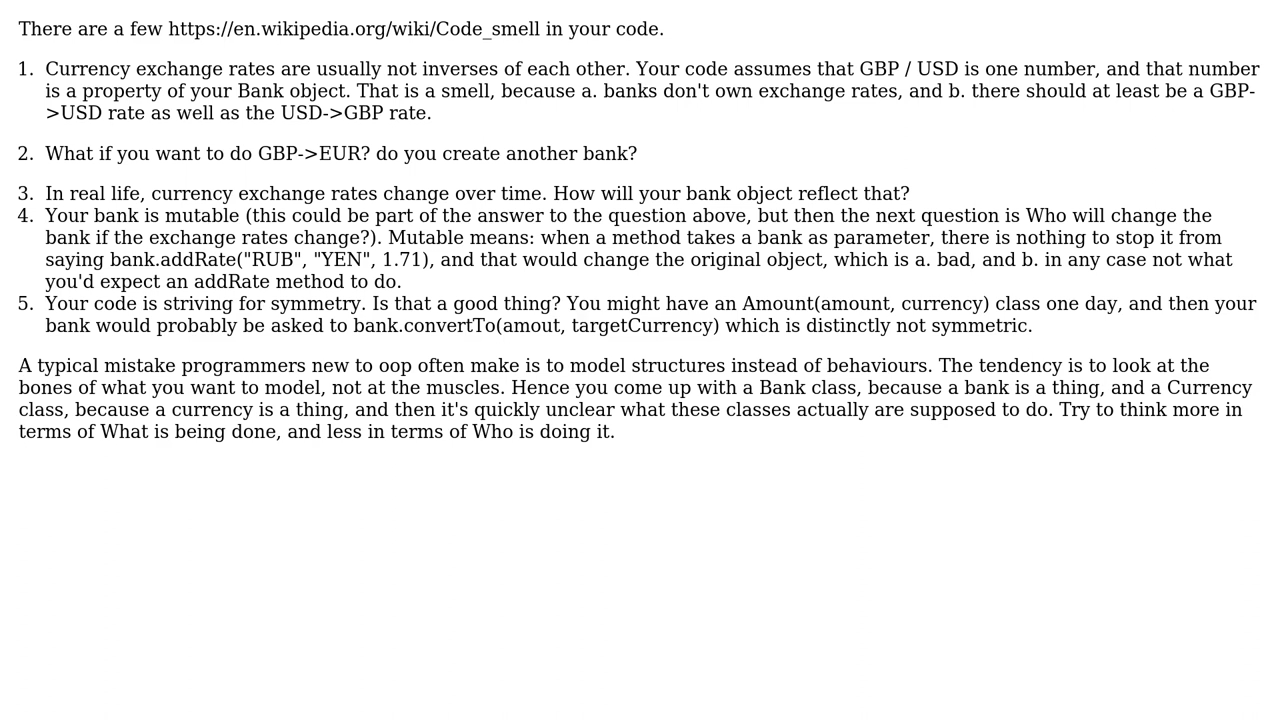 There are a few https://en.wikipedia.org/wiki/Code_smell in your code.
1. Currency exchange rates are usually not inverses of each other. Your code assumes that GBP / USD is one number, and that number
is a property of your Bank object. That is a smell, because a. banks don't own exchange rates, and b. there should at least be a GBP-
>USD rate as well as the USD->GBP rate.
2. What if you want to do GBP->EUR? do you create another bank?
3. In real life, currency exchange rates change over time. How will your bank object reflect that?
4. Your bank is mutable (this could be part of the answer to the question above, but then the next question is Who will change the
bank if the exchange rates change?). Mutable means: when a method takes a bank as parameter, there is nothing to stop it from
saying bank.addRate("RUB", "YEN", 1.71), and that would change the original object, which is a. bad, and b. in any case not what
you'd expect an addRate method to do.
5. Your code is striving for symmetry. Is that a good thing? You might have an Amount(amount, currency) class one day, and then your
bank would probably be asked to bank.convertTo(amout, targetCurrency) which is distinctly not symmetric.
A typical mistake programmers new to oop often make is to model structures instead of behaviours. The tendency is to look at the
bones of what you want to model, not at the muscles. Hence you come up with a Bank class, because a bank is a thing, and a Currency
class, because a currency is a thing, and then it's quickly unclear what these classes actually are supposed to do. Try to think more in
terms of What is being done, and less in terms of Who is doing it.